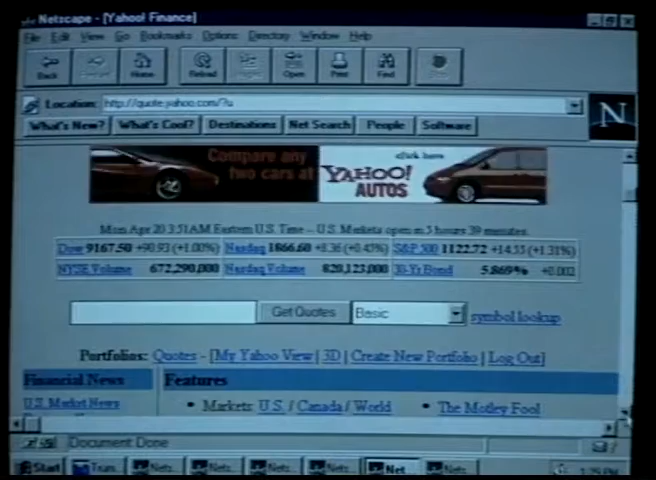 Netscape - [Yahoo! Finance]
File Edit View Go Bookmarks Options Directory Window Help
Back Home Reload Open Print Find
Location: http://quote.yahoo.com/?u
N
What's New? What's Cool? Destinations Net Search People Software
Compare any two cars at
click here
YAHOO! AUTOS
Mon Apr 20 3:51AM Eastern U.S. Time - U.S. Markets open in 5 hours 39 minutes.
Dow 9167.50 +90.93 (+1.00%) Nasdaq 1866.60 +8.36 (+0.45%) S&P 500 1122.72 +14.55 (+1.31%)
NYSE Volume 672,290,000 Nasdaq Volume 820,123,000 30-Yr Bond 5.869% +0.002
Get Quotes Basic symbol lookup
Portfolios: Quotes - [My Yahoo View | 3D | Create New Portfolio | Log Out]
Financial News Features
U.S. Market News
• Markets: U.S. / Canada / World • The Motley Fool
Document Done
Start Net... Net... Net... Net... Net... Net...